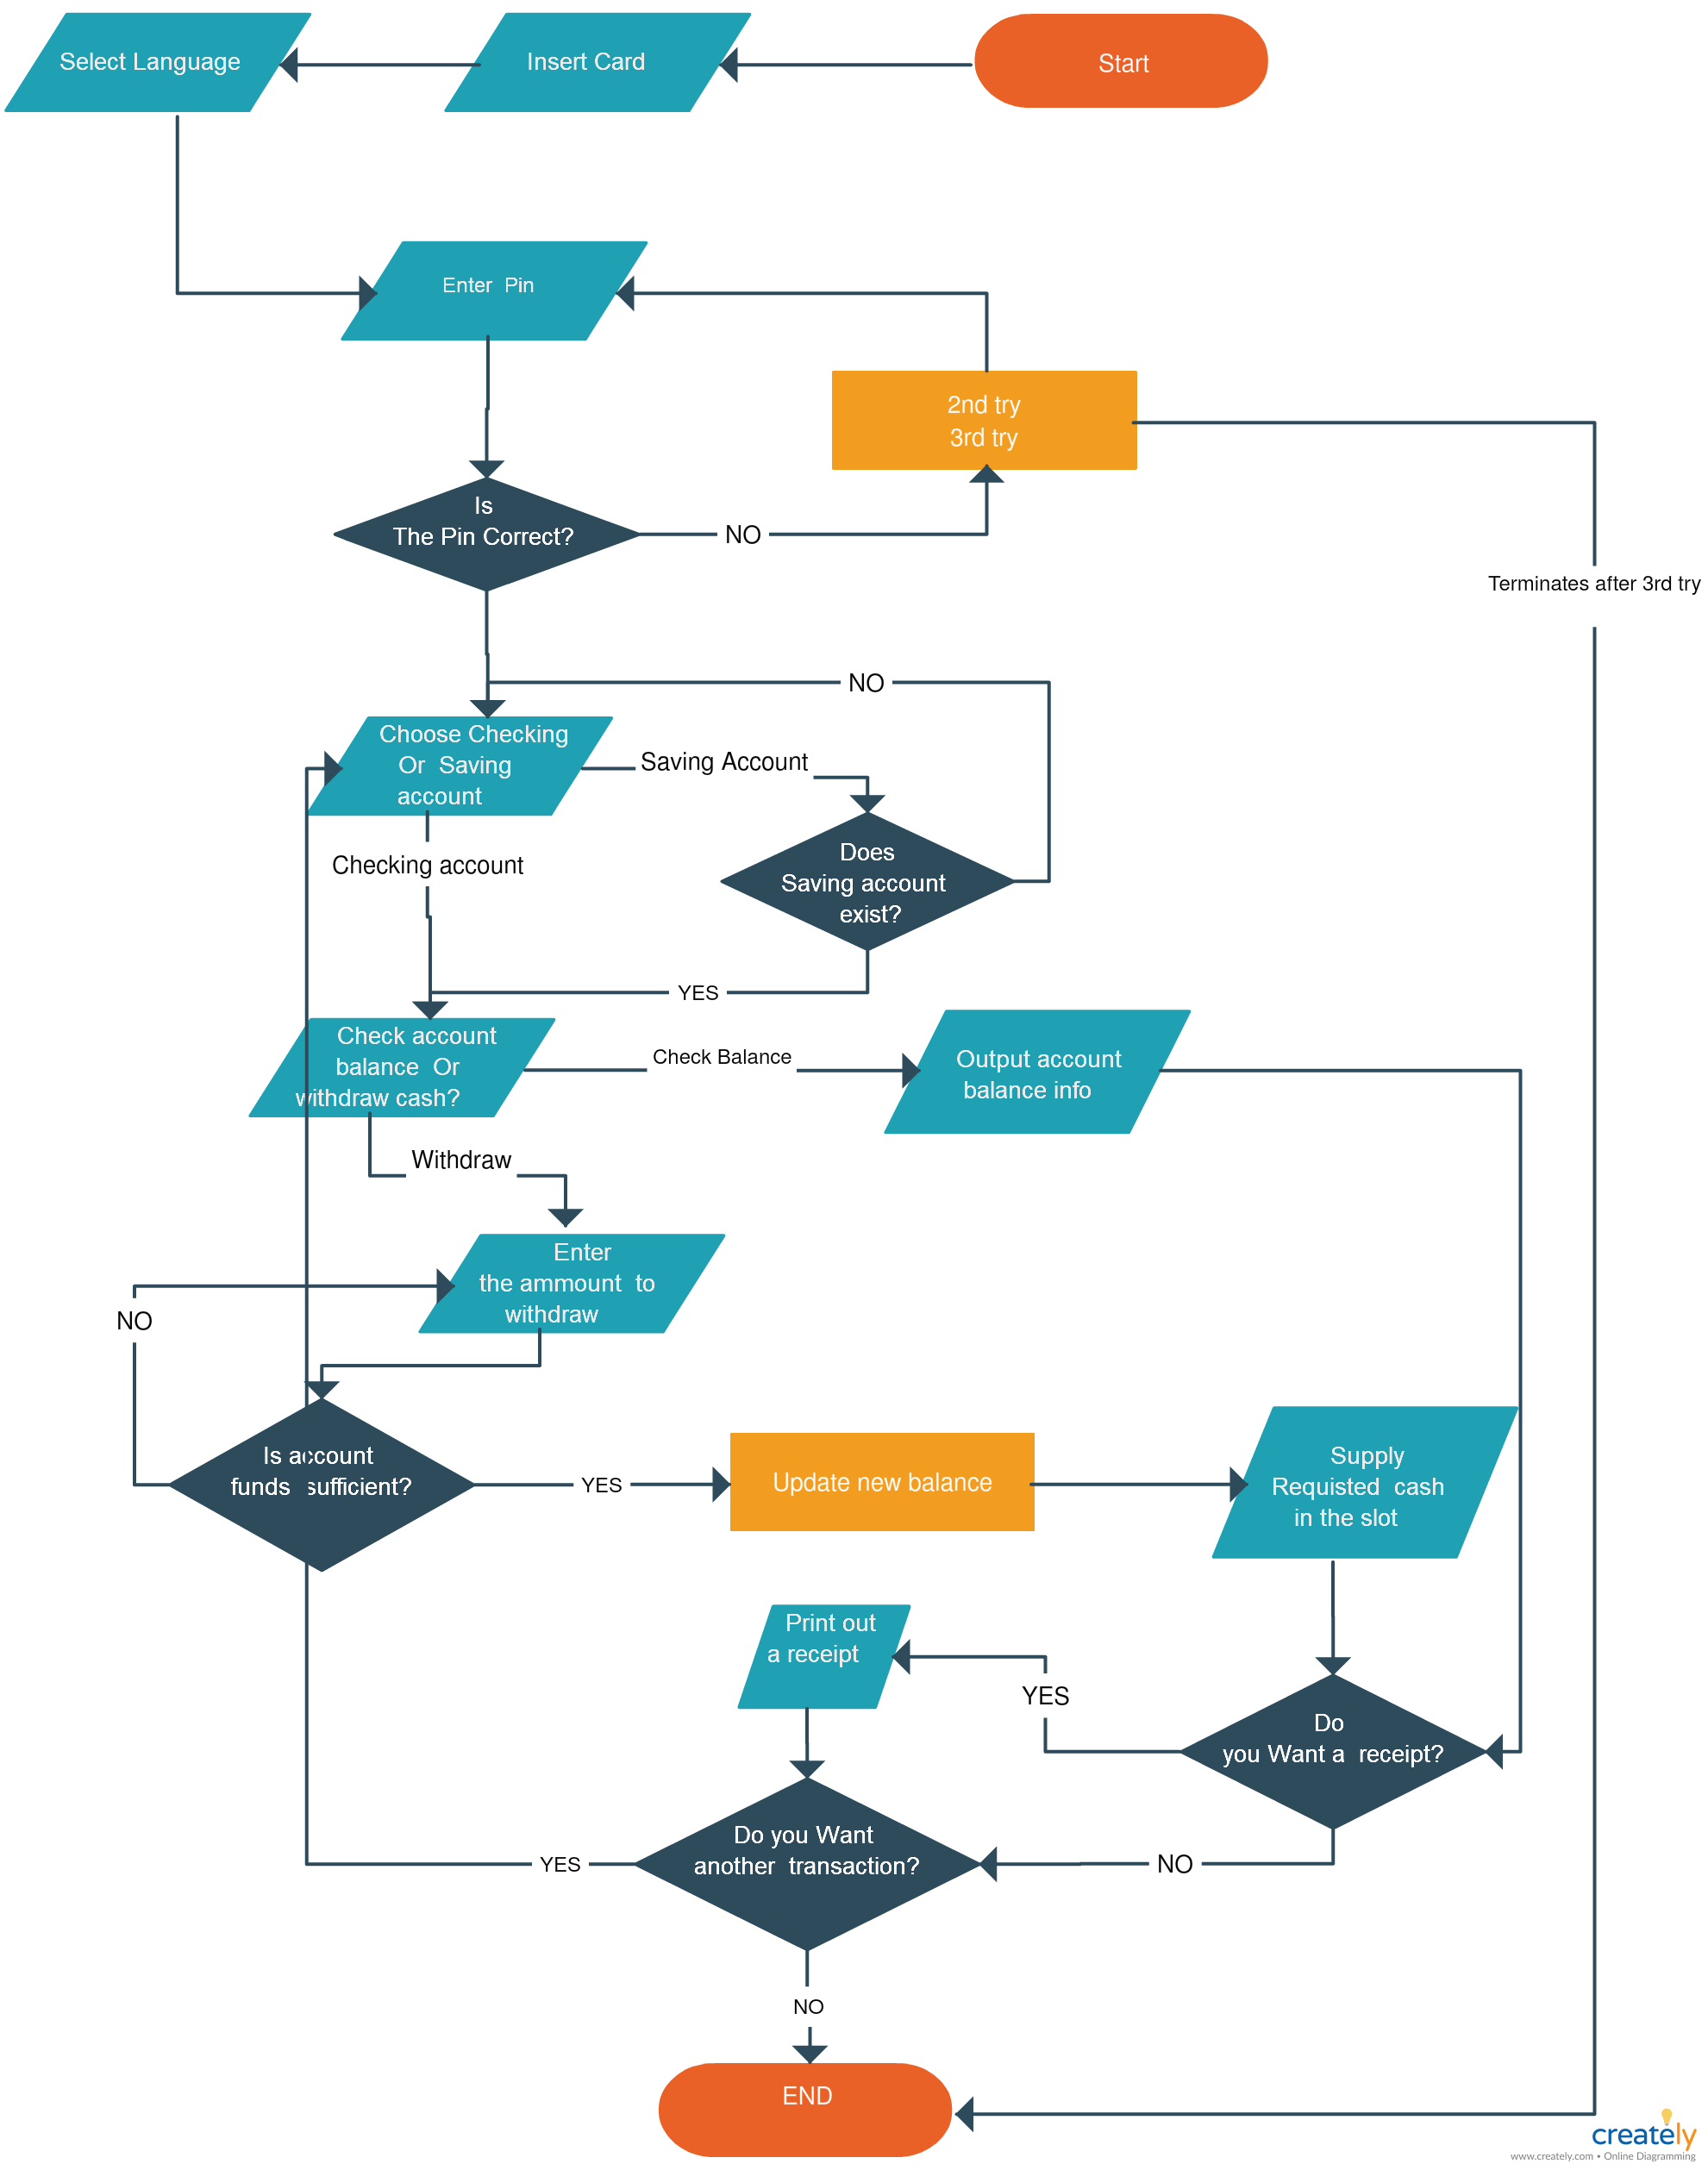 Select Language
Insert Card
Start
Enter Pin
2nd try
3rd try
Is
The Pin Correct?
NO
Terminates after 3rd try
NO
Choose Checking
Or Saving
account
Saving Account
Checking account
Does
Saving account
exist?
YES
Check account
balance Or
withdraw cash?
Check Balance
Output account
balance info
Withdraw
Enter
the ammount to
withdraw
NO
Is account
funds sufficient?
YES
Update new balance
Supply
Requisted cash
in the slot
Print out
a receipt
YES
Do
you Want a receipt?
Do you Want
another transaction?
YES
NO
NO
END
creately
www.creately.com • Online Diagramming